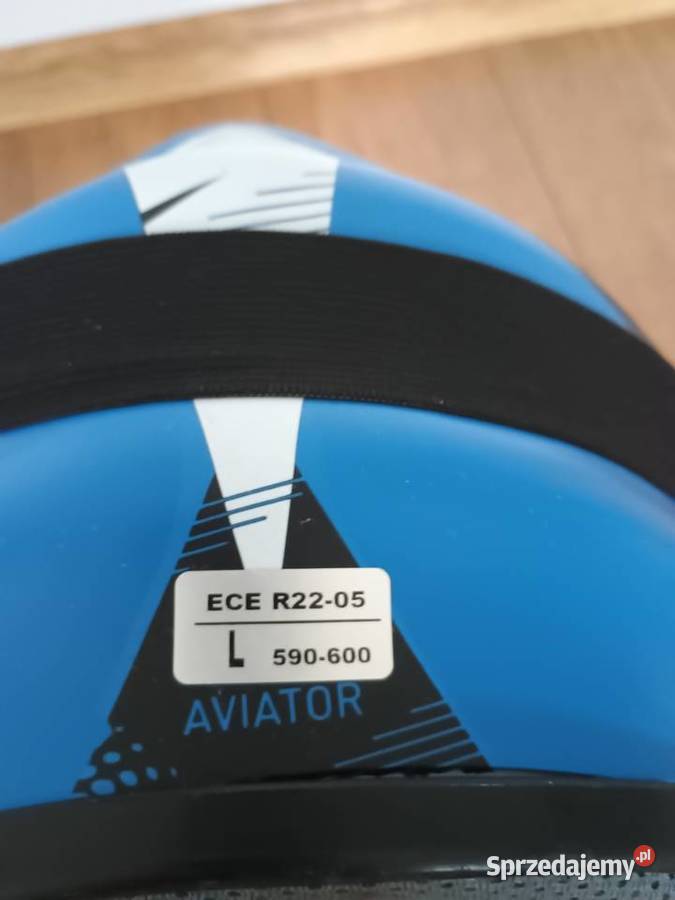 ECE R22-05
L 590-600
AVIATOR
Sprzedajemy.pl